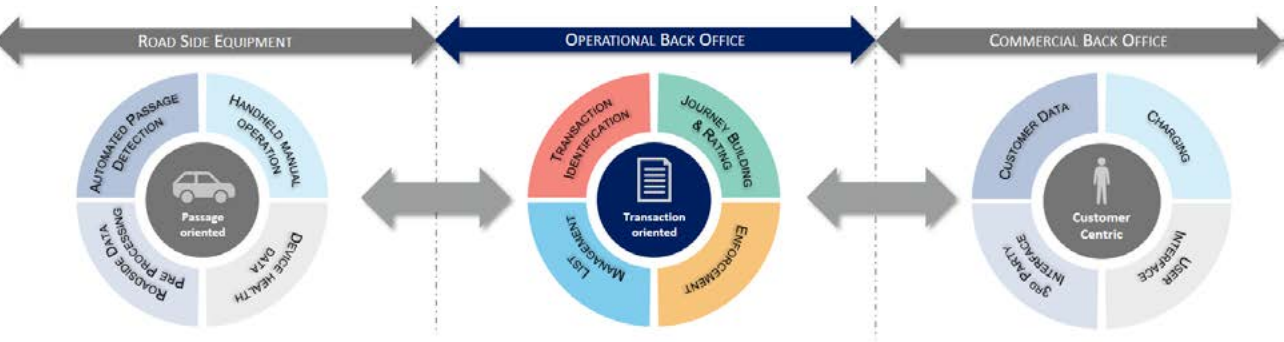 ROAD SIDE EQUIPMENT
OPERATIONAL BACK OFFICE
COMMERCIAL BACK OFFICE
AUTOMATED PASSAGE
DETECTION
HANDHELD MANUAL
OPERATION
Passage
oriented
ROADSIDE DATA
PRE PROCESSING
DEVICE HEALTH
DATA
TRANSACTION
IDENTIFICATION
JOURNEY BUILDING
& RATING
Transaction
oriented
LIST
MANAGEMENT
ENFORCEMENT
CUSTOMER DATA
CHARGING
Customer
Centric
3RD PARTY
INTERFACE
USER
INTERFACE